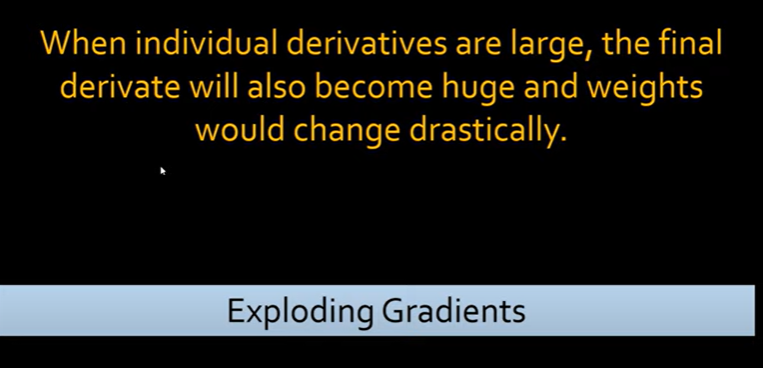 When individual derivatives are large, the final
derivate will also become huge and weights
would change drastically.
Exploding Gradients